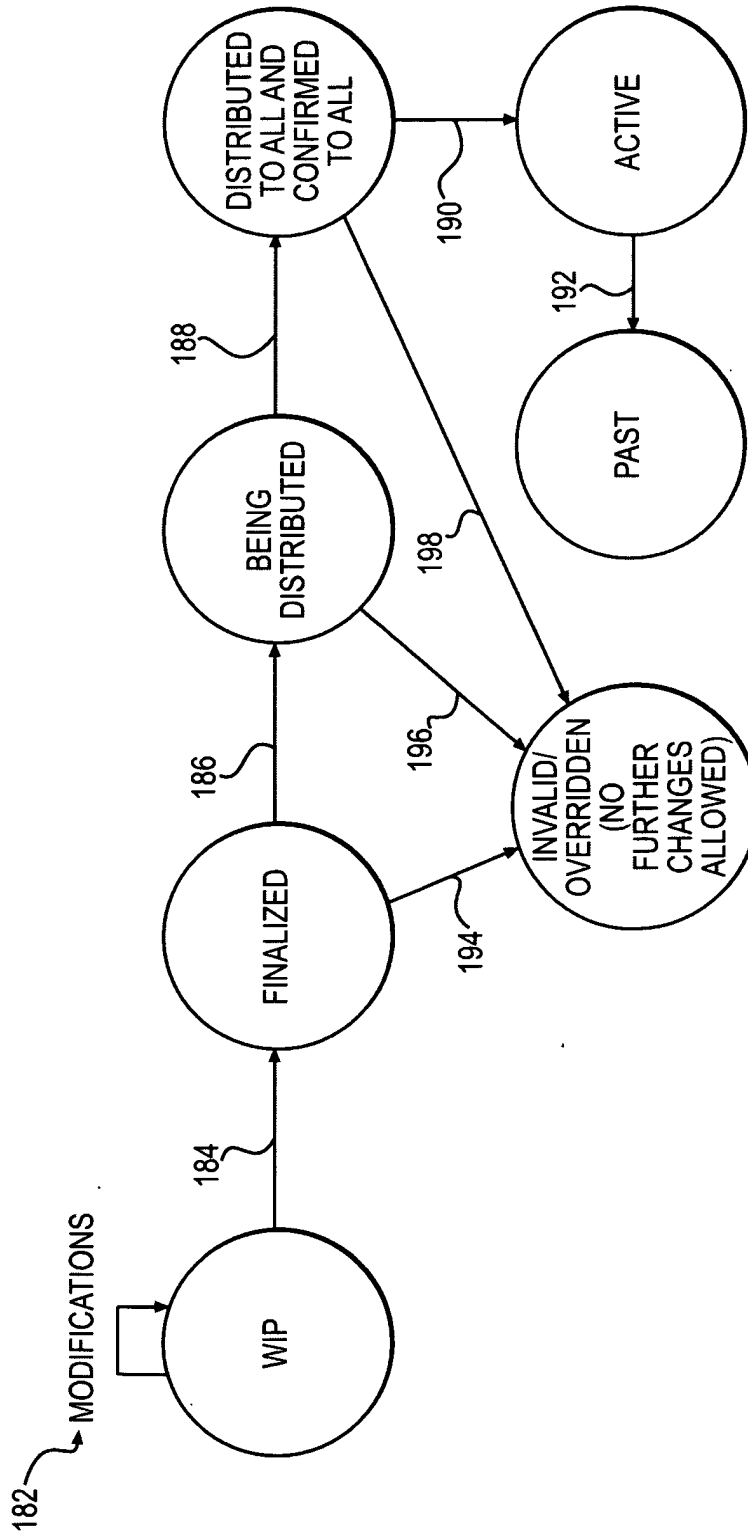 182
MODIFICATIONS
WIP
184
FINALIZED
186
BEING
DISTRIBUTED
188
DISTRIBUTED
TO ALL AND
CONFIRMED
TO ALL
194
196
198
190
INVALID/
OVERRIDDEN
(NO
FURTHER
CHANGES
ALLOWED)
PAST
192
ACTIVE